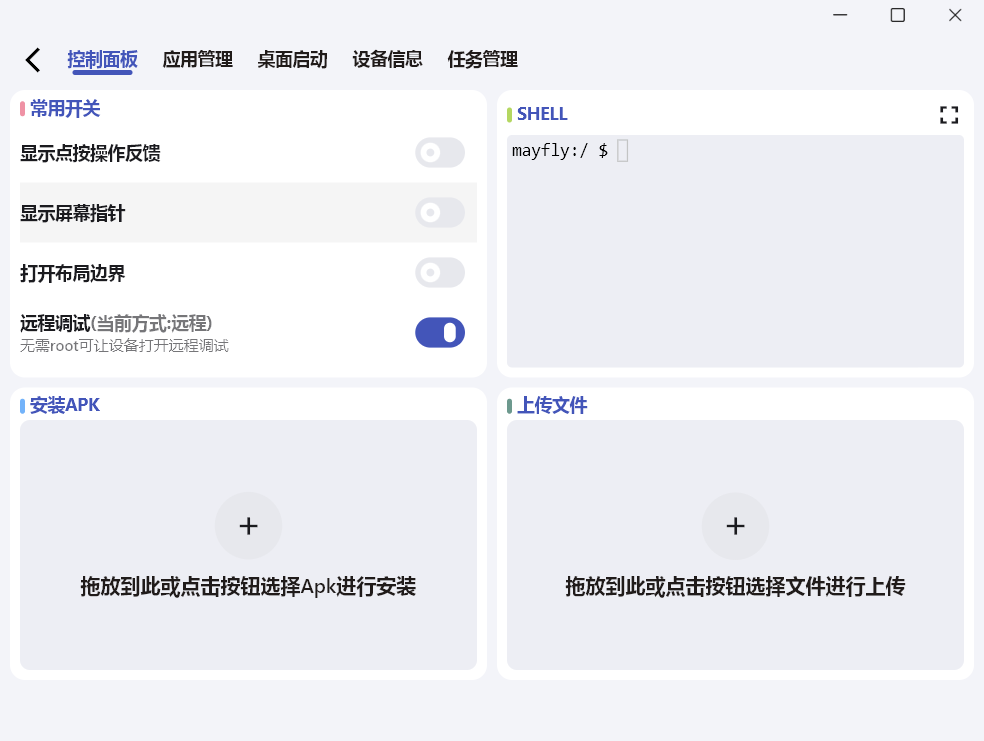 控制面板 应用管理 桌面启动 设备信息 任务管理
常用开关
显示点按操作反馈
显示屏幕指针
打开布局边界
远程调试(当前方式:远程)
无需root可让设备打开远程调试
SHELL
mayfly:/ $
安装APK
拖放到此或点击按钮选择Apk进行安装
上传文件
拖放到此或点击按钮选择文件进行上传